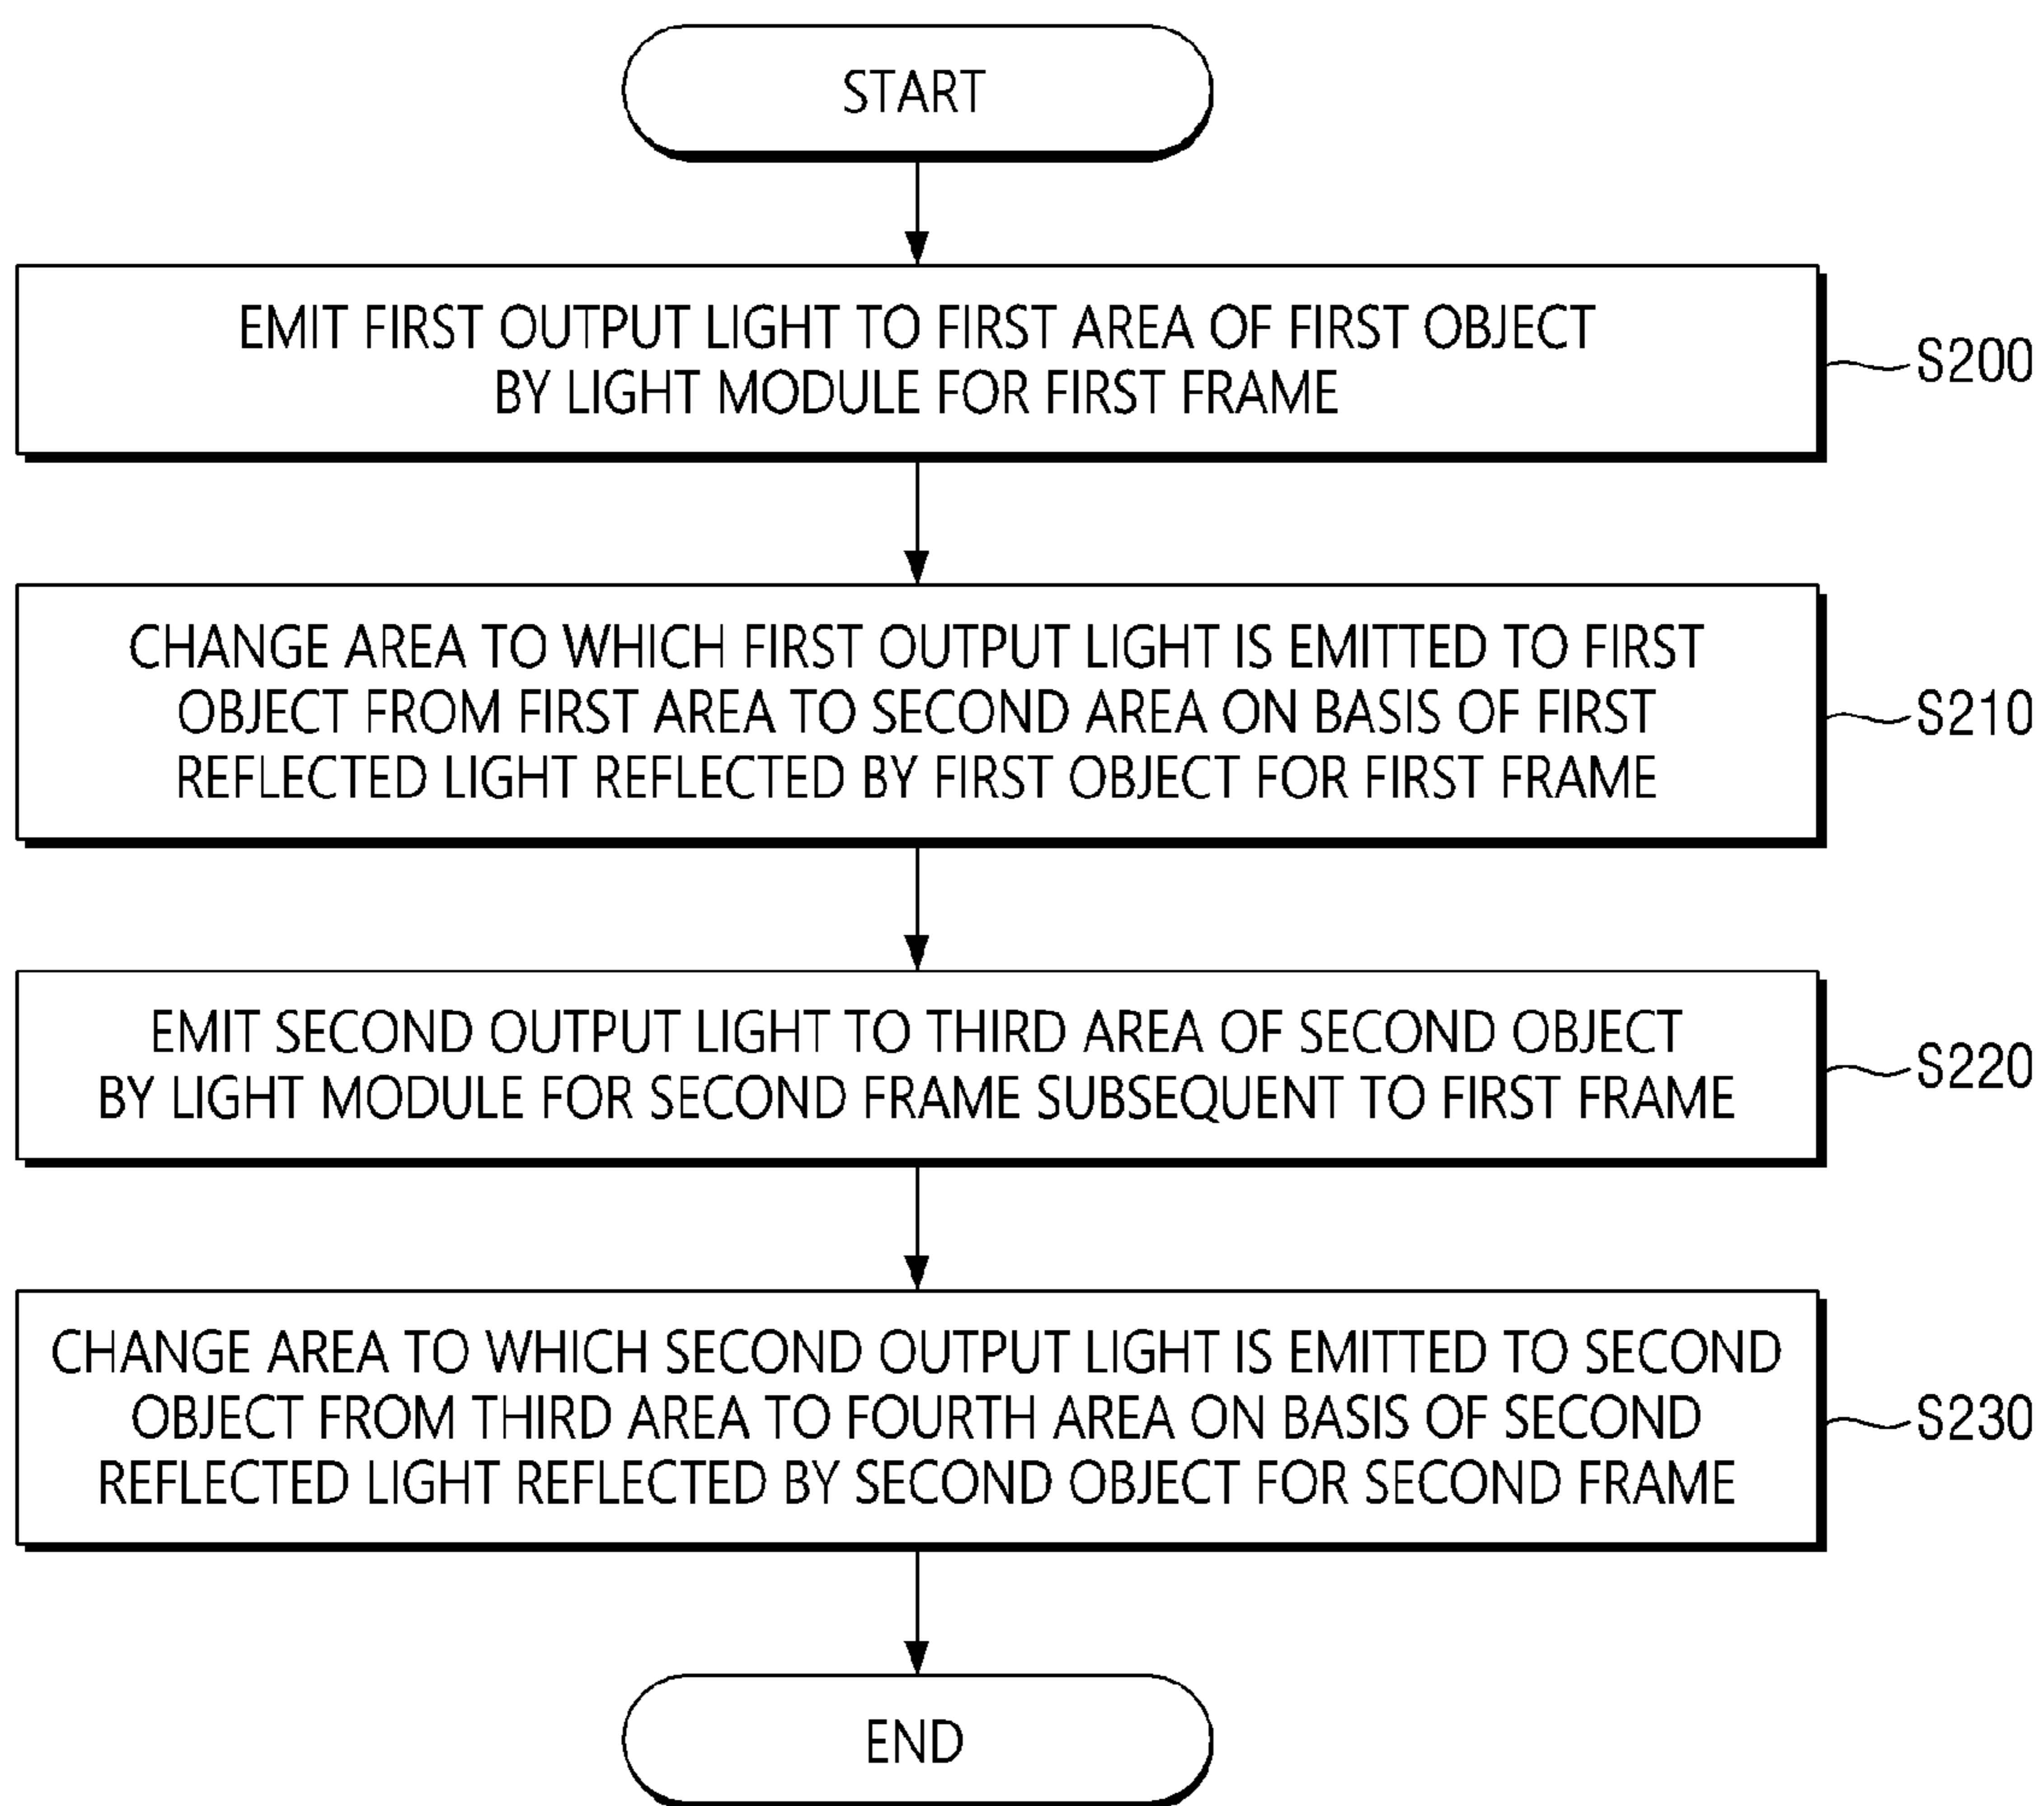 START
EMIT FIRST OUTPUT LIGHT TO FIRST AREA OF FIRST OBJECT
BY LIGHT MODULE FOR FIRST FRAME
S200
CHANGE AREA TO WHICH FIRST OUTPUT LIGHT IS EMITTED TO FIRST
OBJECT FROM FIRST AREA TO SECOND AREA ON BASIS OF FIRST
REFLECTED LIGHT REFLECTED BY FIRST OBJECT FOR FIRST FRAME
S210
EMIT SECOND OUTPUT LIGHT TO THIRD AREA OF SECOND OBJECT
BY LIGHT MODULE FOR SECOND FRAME SUBSEQUENT TO FIRST FRAME
S220
CHANGE AREA TO WHICH SECOND OUTPUT LIGHT IS EMITTED TO SECOND
OBJECT FROM THIRD AREA TO FOURTH AREA ON BASIS OF SECOND
REFLECTED LIGHT REFLECTED BY SECOND OBJECT FOR SECOND FRAME
S230
END